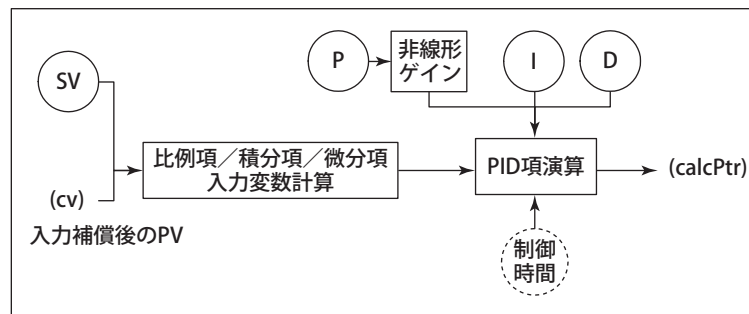 SV
P
非線形
ゲイン
I
D
比例項／積分項／微分項
入力変数計算
PID項演算
(calcPtr)
(cv)
入力補償後のPV
制御
時間